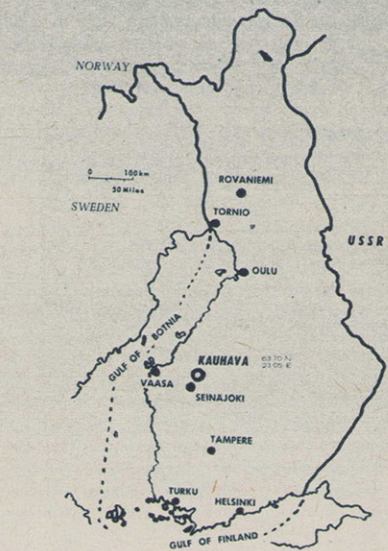 NORWAY
0 100km
50 Miles
ROVANIEMI
SWEDEN
TORNIO
USSR
OULU
GULF OF BOTNIA
KAUHAVA 63.10 N
23.05 E
VAASA
SEINAJOKI
TAMPERE
TURKU
HELSINKI
GULF OF FINLAND